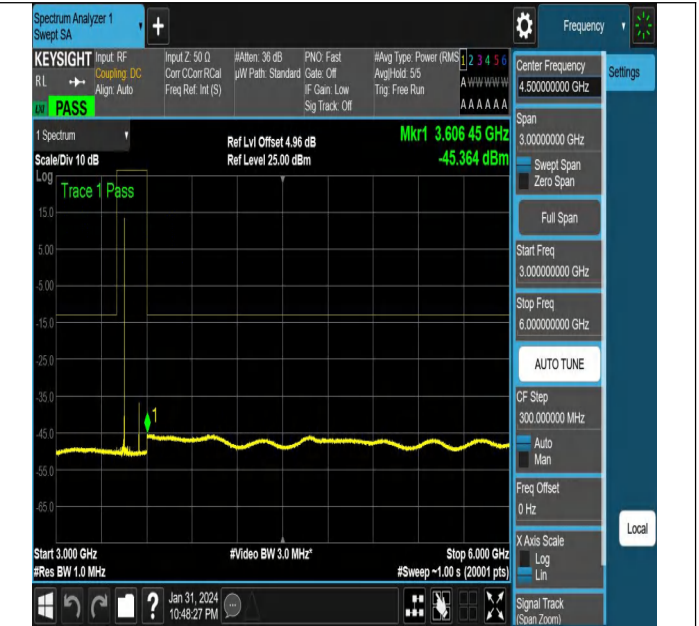 Spectrum Analyzer 1
Swept SA
Frequency
KEYSIGHT
Input: RF
Coupling: DC
Align: Auto
Input Z: 50 Ω
Corr CCorr RCal
Freq Ref: Int (S)
#Atten: 36 dB
µW Path: Standard
PNO: Fast
Gate: Off
IF Gain: Low
Sig Track: Off
#Avg Type: Power (RMS
Avg|Hold: 5/5
Trig: Free Run
1 2 3 4 5 6
A W W W W W
A A A A A A
R L
LXI PASS
1 Spectrum
Scale/Div 10 dB
Ref Lvl Offset 4.96 dB
Ref Level 25.00 dBm
Mkr1 3.606 45 GHz
-45.364 dBm
Log
Trace 1 Pass
15.0
5.00
-5.00
-15.0
-25.0
-35.0
-45.0
-55.0
-65.0
1
Start 3.000 GHz
#Res BW 1.0 MHz
#Video BW 3.0 MHz*
Stop 6.000 GHz
#Sweep ~1.00 s (20001 pts)
Center Frequency
4.500000000 GHz
Settings
Span
3.00000000 GHz
Swept Span
Zero Span
Full Span
Start Freq
3.000000000 GHz
Stop Freq
6.000000000 GHz
AUTO TUNE
CF Step
300.000000 MHz
Auto
Man
Freq Offset
0 Hz
X Axis Scale
Log
Lin
Local
Signal Track
(Span Zoom)
?
Jan 31, 2024
10:48:27 PM